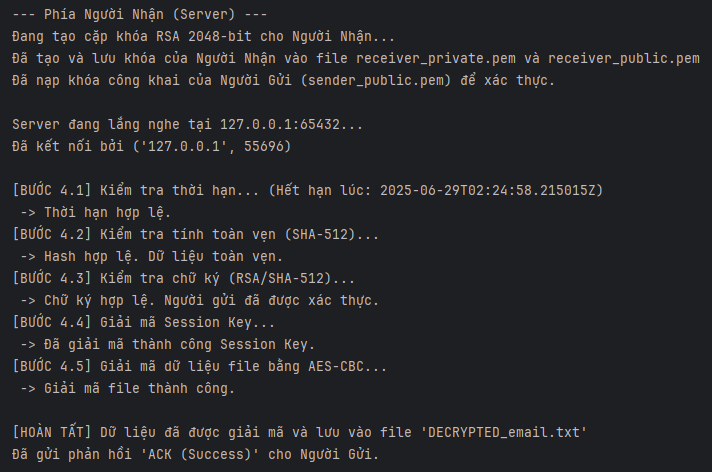 --- Phía Người Nhận (Server) ---
Đang tạo cặp khóa RSA 2048-bit cho Người Nhận...
Đã tạo và lưu khóa của Người Nhận vào file receiver_private.pem và receiver_public.pem
Đã nạp khóa công khai của Người Gửi (sender_public.pem) để xác thực.
Server đang lắng nghe tại 127.0.0.1:65432...
Đã kết nối bởi ('127.0.0.1', 55696)
[BƯỚC 4.1] Kiểm tra thời hạn... (Hết hạn lúc: 2025-06-29T02:24:58.215015Z)
-> Thời hạn hợp lệ.
[BƯỚC 4.2] Kiểm tra tính toàn vẹn (SHA-512)...
-> Hash hợp lệ. Dữ liệu toàn vẹn.
[BƯỚC 4.3] Kiểm tra chữ ký (RSA/SHA-512)...
-> Chữ ký hợp lệ. Người gửi đã được xác thực.
[BƯỚC 4.4] Giải mã Session Key...
-> Đã giải mã thành công Session Key.
[BƯỚC 4.5] Giải mã dữ liệu file bằng AES-CBC...
-> Giải mã file thành công.
[HOÀN TẤT] Dữ liệu đã được giải mã và lưu vào file 'DECRYPTED_email.txt'
Đã gửi phản hồi 'ACK (Success)' cho Người Gửi.